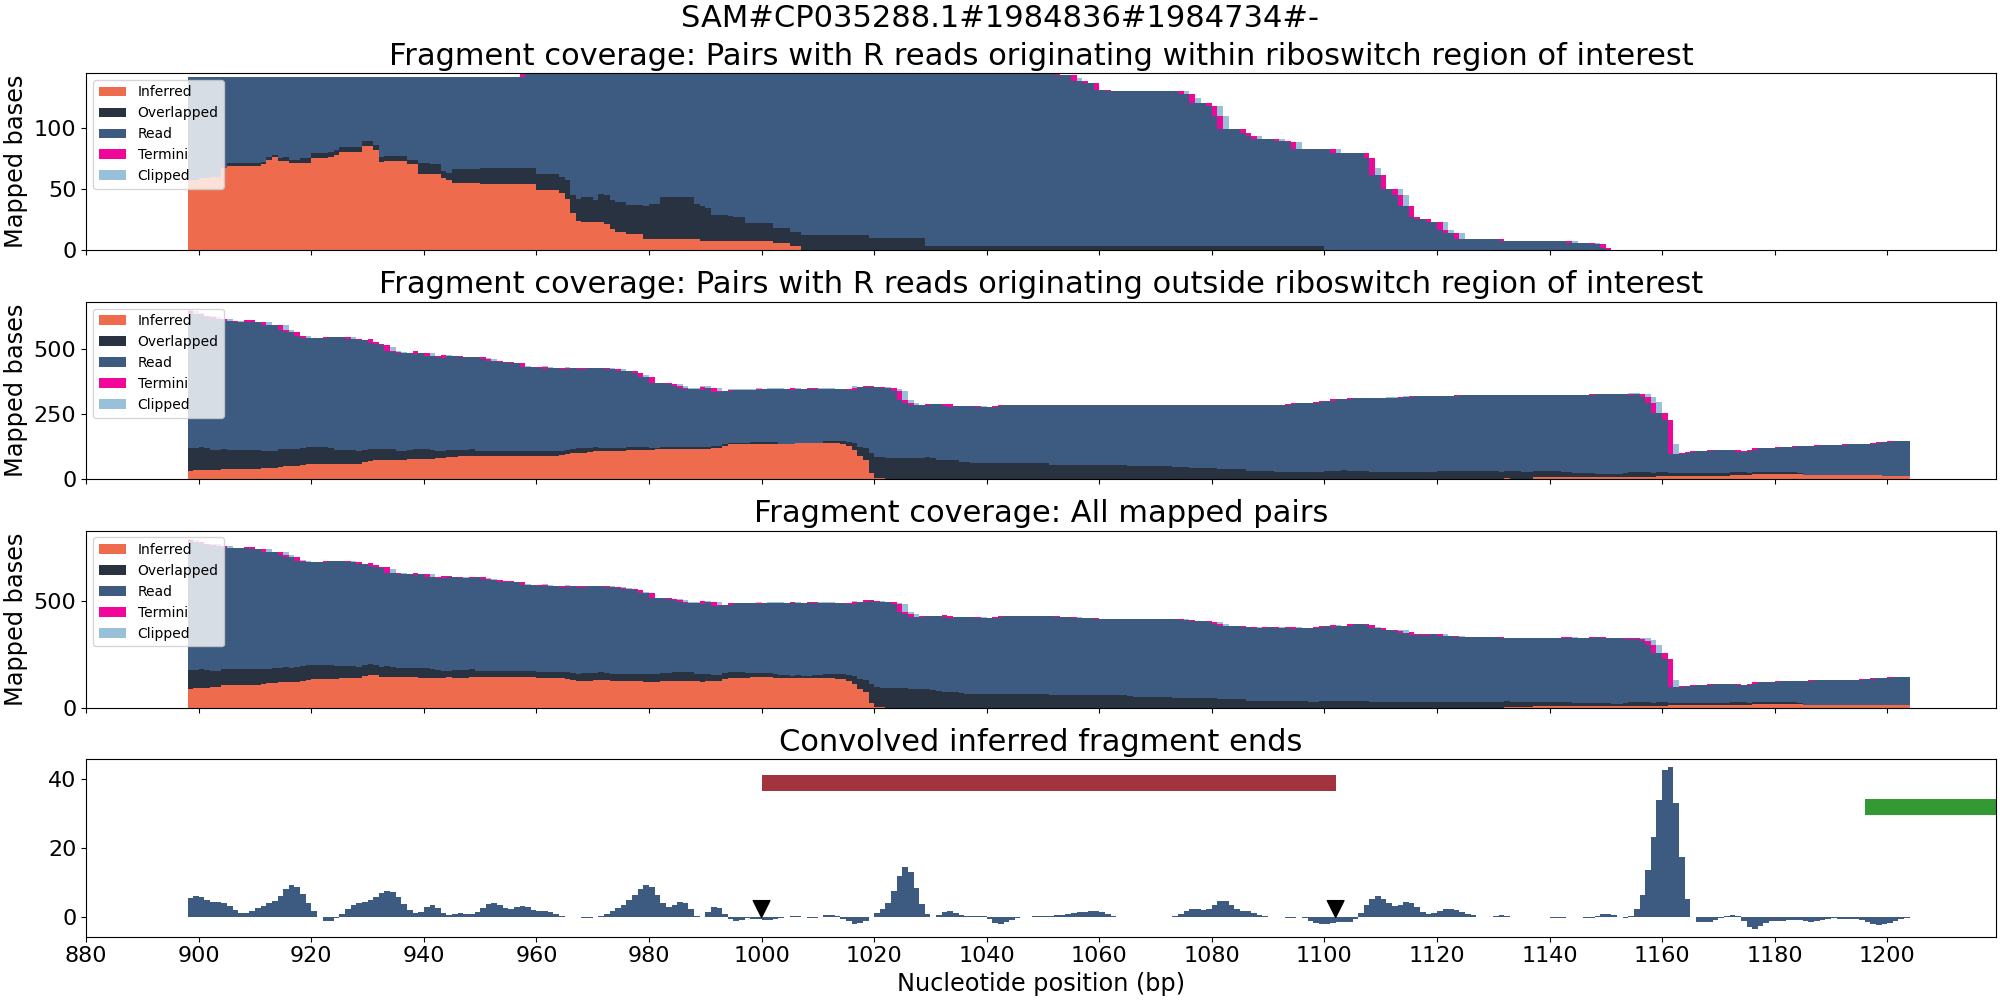 SAM#CP035288.1#1984836#1984734#-
Fragment coverage: Pairs with R reads originating within riboswitch region of interest
Mapped bases
100
50
0
Inferred
Overlapped
Read
Termini
Clipped
Fragment coverage: Pairs with R reads originating outside riboswitch region of interest
Mapped bases
500
250
0
Inferred
Overlapped
Read
Termini
Clipped
Fragment coverage: All mapped pairs
Mapped bases
500
0
Inferred
Overlapped
Read
Termini
Clipped
Convolved inferred fragment ends
40
20
0
880 900 920 940 960 980 1000 1020 1040 1060 1080 1100 1120 1140 1160 1180 1200
Nucleotide position (bp)